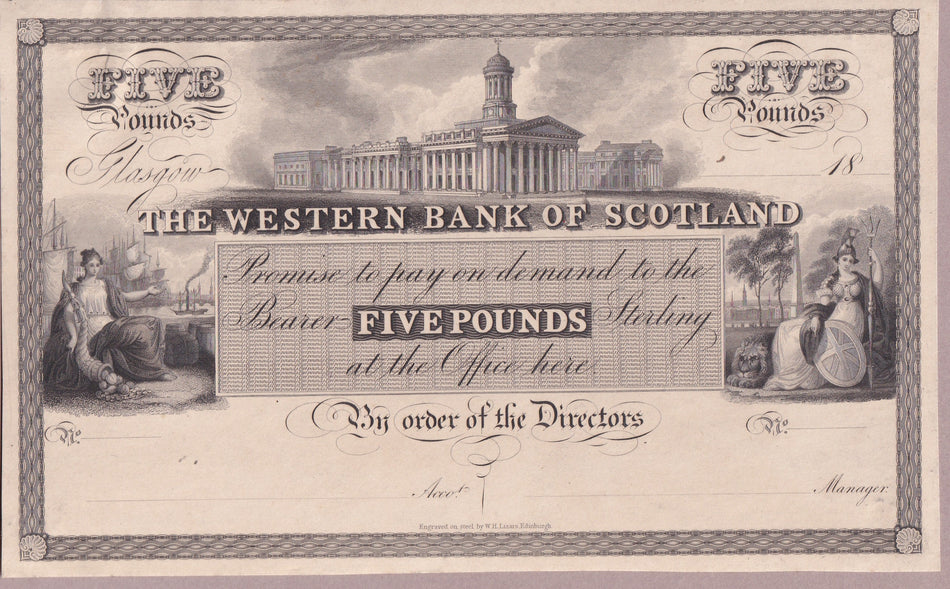 FIVE Pounds
FIVE Pounds
Glasgow 18
THE WESTERN BANK OF SCOTLAND
Promise to pay on demand to the
Bearer FIVE POUNDS Sterling
at the Office here
By order of the Directors
No.
No.
Accot. Manager.
Engraved on steel by W.H. Lizars, Edinburgh.